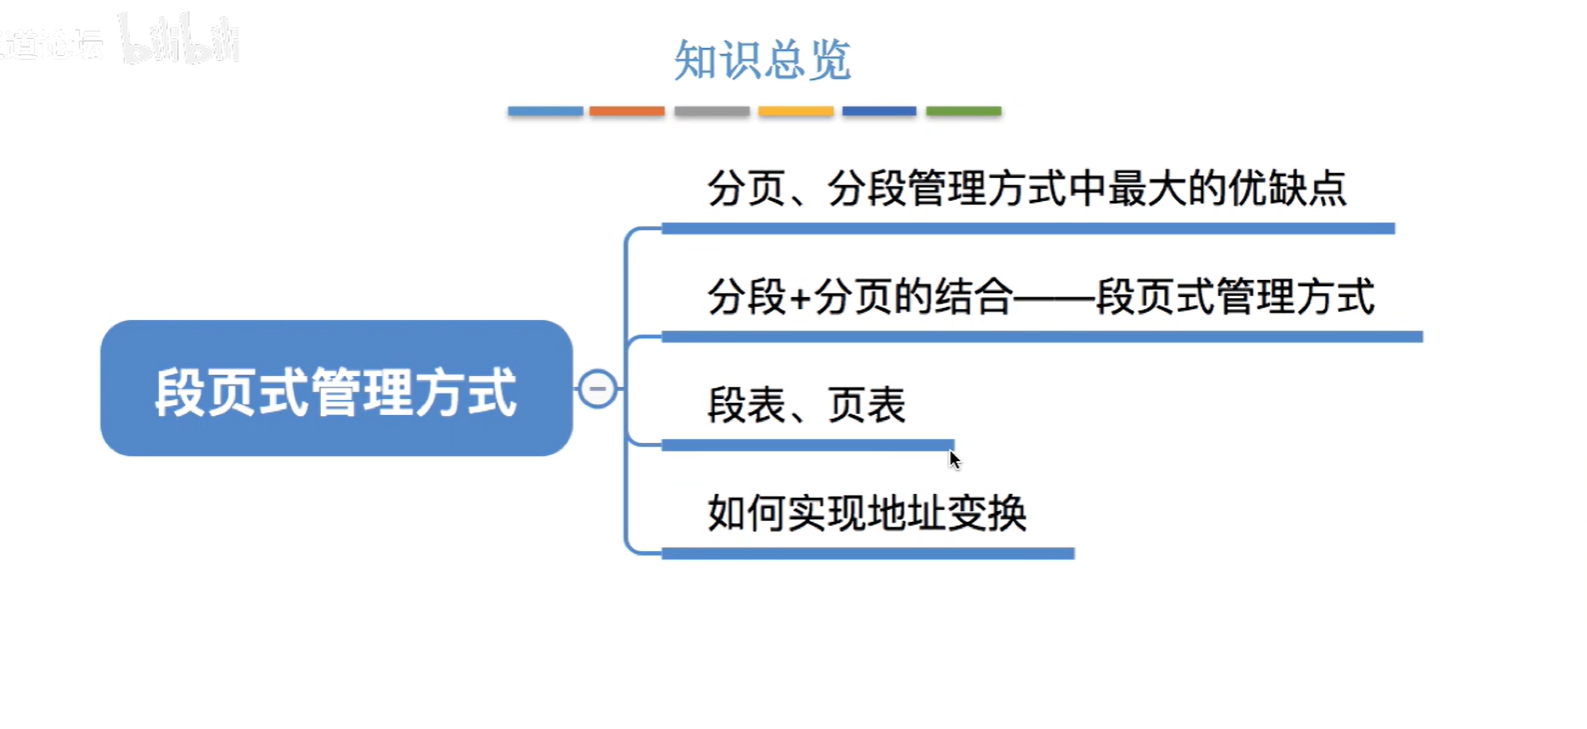 道论坛 bilibili
知识总览
段页式管理方式
分页、分段管理方式中最大的优缺点
分段+分页的结合——段页式管理方式
段表、页表
如何实现地址变换